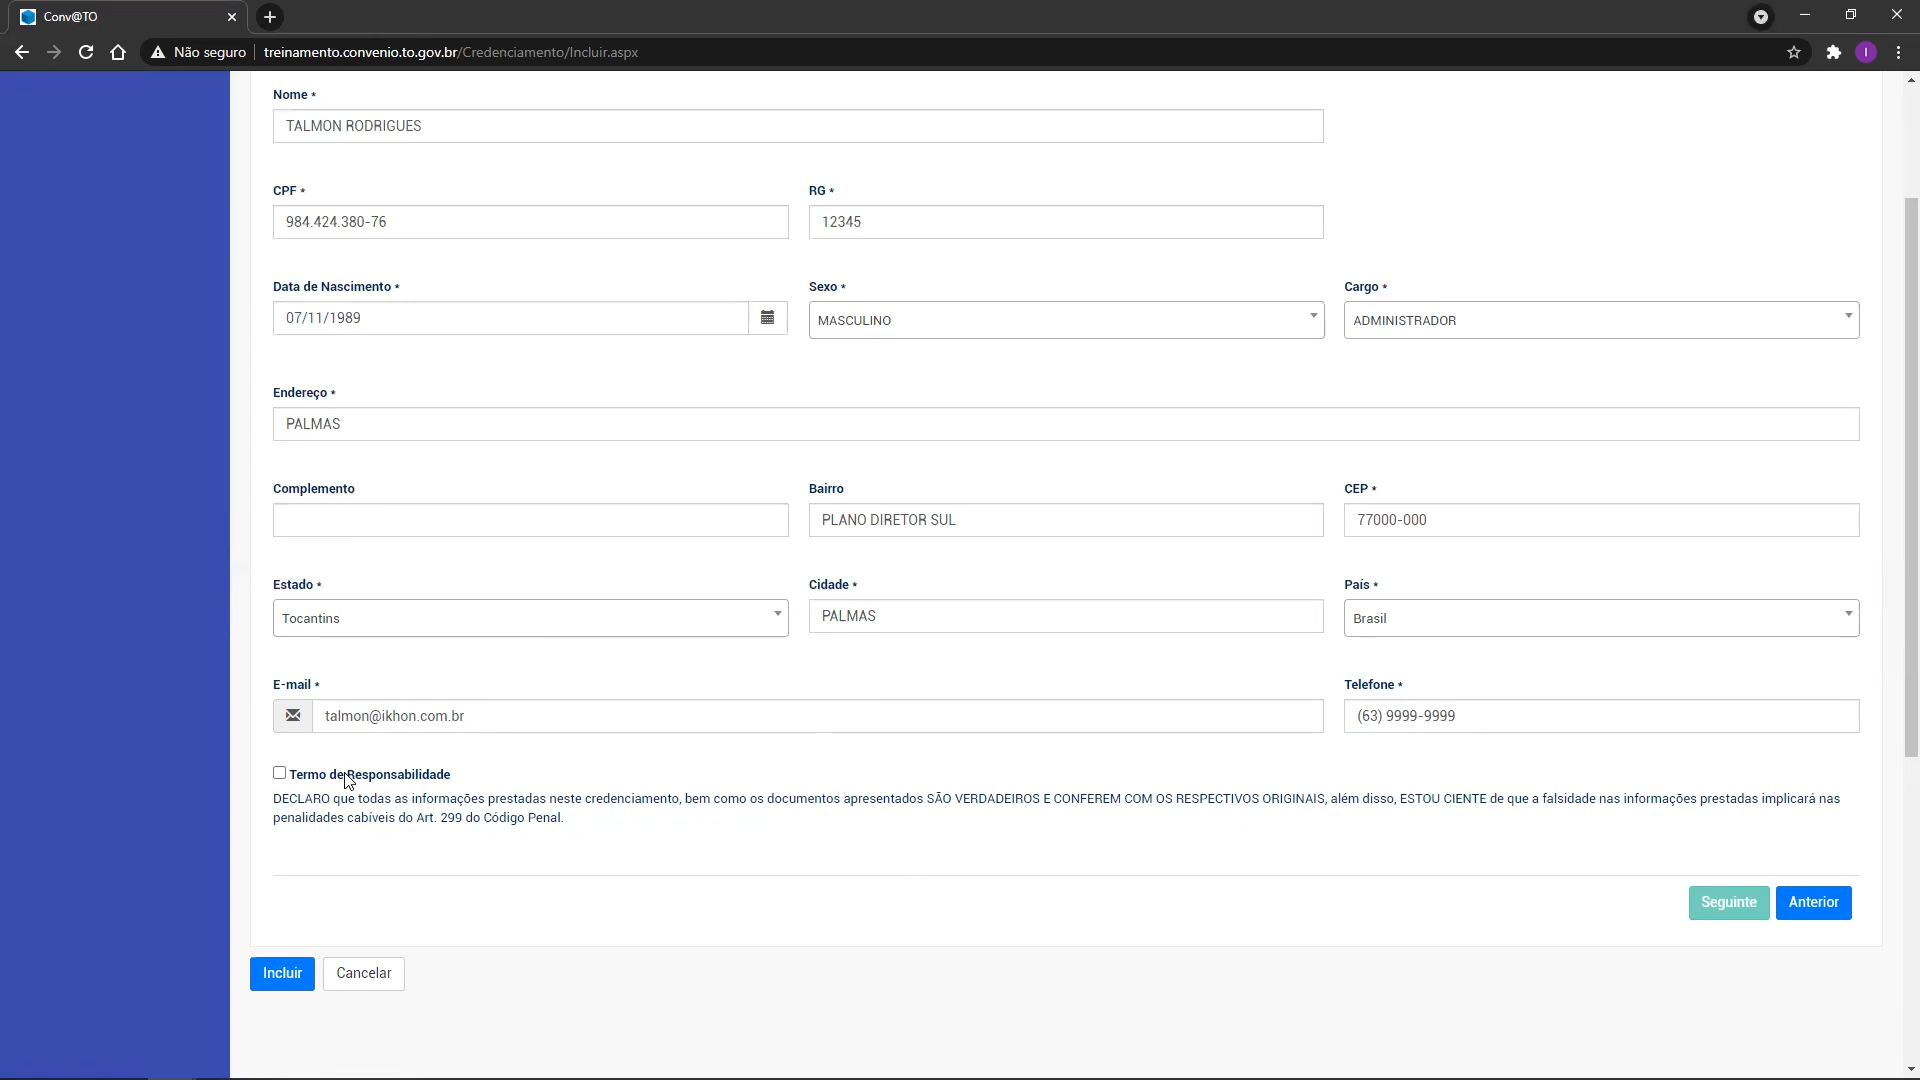 Conv@TO
Não seguro
treinamento.convenio.to.gov.br/Credenciamento/Incluir.aspx
I
Nome *
TALMON RODRIGUES
CPF * RG *
984.424.380-76 12345
Data de Nascimento * Sexo * Cargo *
07/11/1989 MASCULINO ADMINISTRADOR
Endereço *
PALMAS
Complemento Bairro CEP *
PLANO DIRETOR SUL 77000-000
Estado * Cidade * País *
Tocantins PALMAS Brasil
E-mail * Telefone *
talmon@ikhon.com.br (63) 9999-9999
Termo de Responsabilidade
DECLARO que todas as informações prestadas neste credenciamento, bem como os documentos apresentados SÃO VERDADEIROS E CONFEREM COM OS RESPECTIVOS ORIGINAIS, além disso, ESTOU CIENTE de que a falsidade nas informações prestadas implicará nas
penalidades cabíveis do Art. 299 do Código Penal.
Seguinte Anterior
Incluir Cancelar